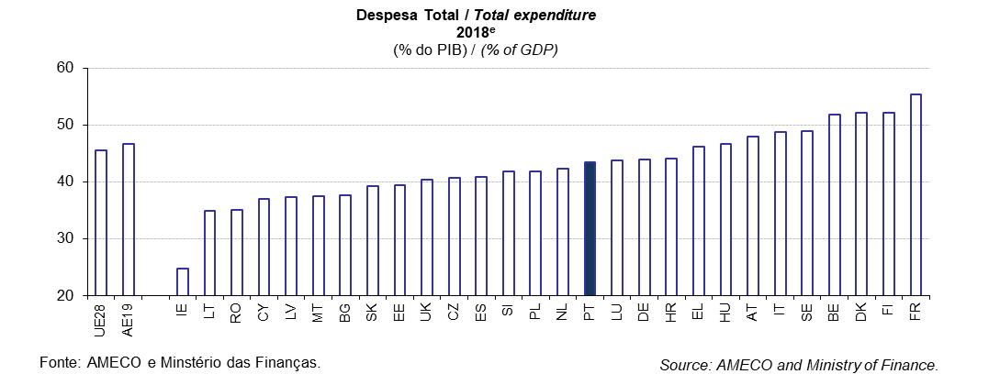 Despesa Total / Total expenditure
2018e
(% do PIB) / (% of GDP)
60
50
40
30
20
UE28 AE19 IE LT RO CY LV MT BG SK EE UK CZ ES SI PL NL PT LU DE HR EL HU AT IT SE BE DK FI FR
Fonte: AMECO e Minstério das Finanças.
Source: AMECO and Ministry of Finance.